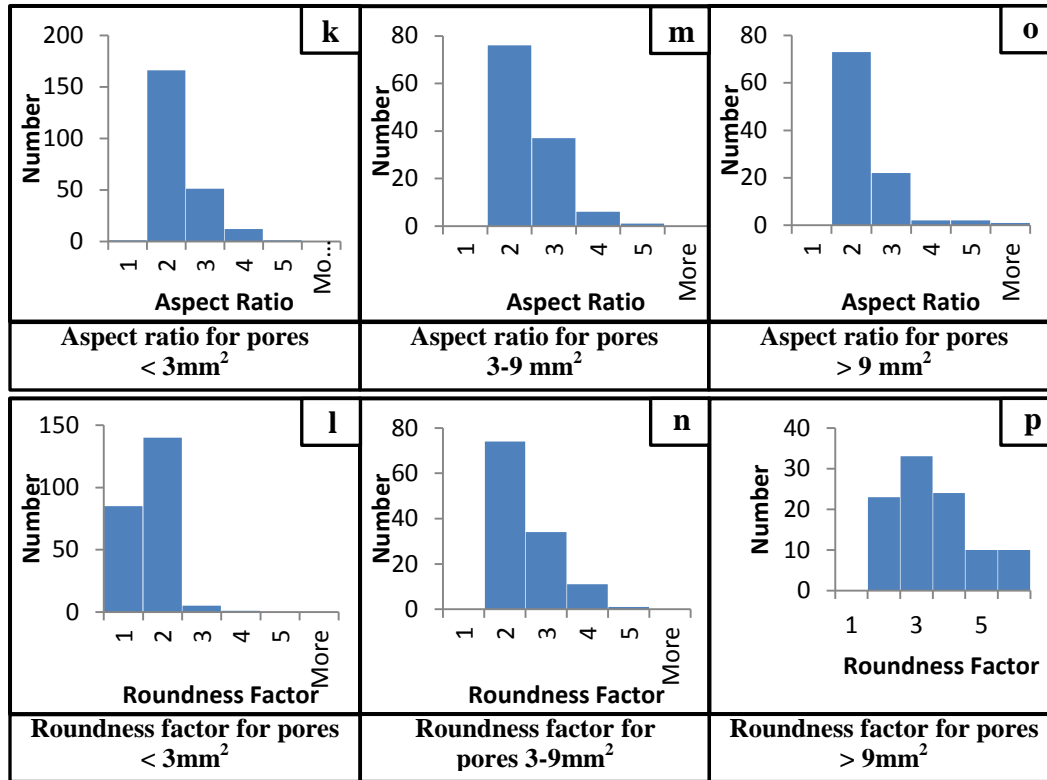 k
200
150
100
50
0
Number
1 2 3 4 5 Mo...
Aspect Ratio
Aspect ratio for pores
< 3mm²
m
80
60
40
20
0
Number
1 2 3 4 5 More
Aspect Ratio
Aspect ratio for pores
3-9 mm²
o
80
60
40
20
0
Number
1 2 3 4 5 More
Aspect Ratio
Aspect ratio for pores
> 9 mm²
l
150
100
50
0
Number
1 2 3 4 5 More
Roundness Factor
Roundness factor for pores
< 3mm²
n
80
60
40
20
0
Number
1 2 3 4 5 More
Roundness Factor
Roundness factor for
pores 3-9mm²
p
40
30
20
10
0
Number
1 3 5
Roundness Factor
Roundness factor for pores
> 9mm²